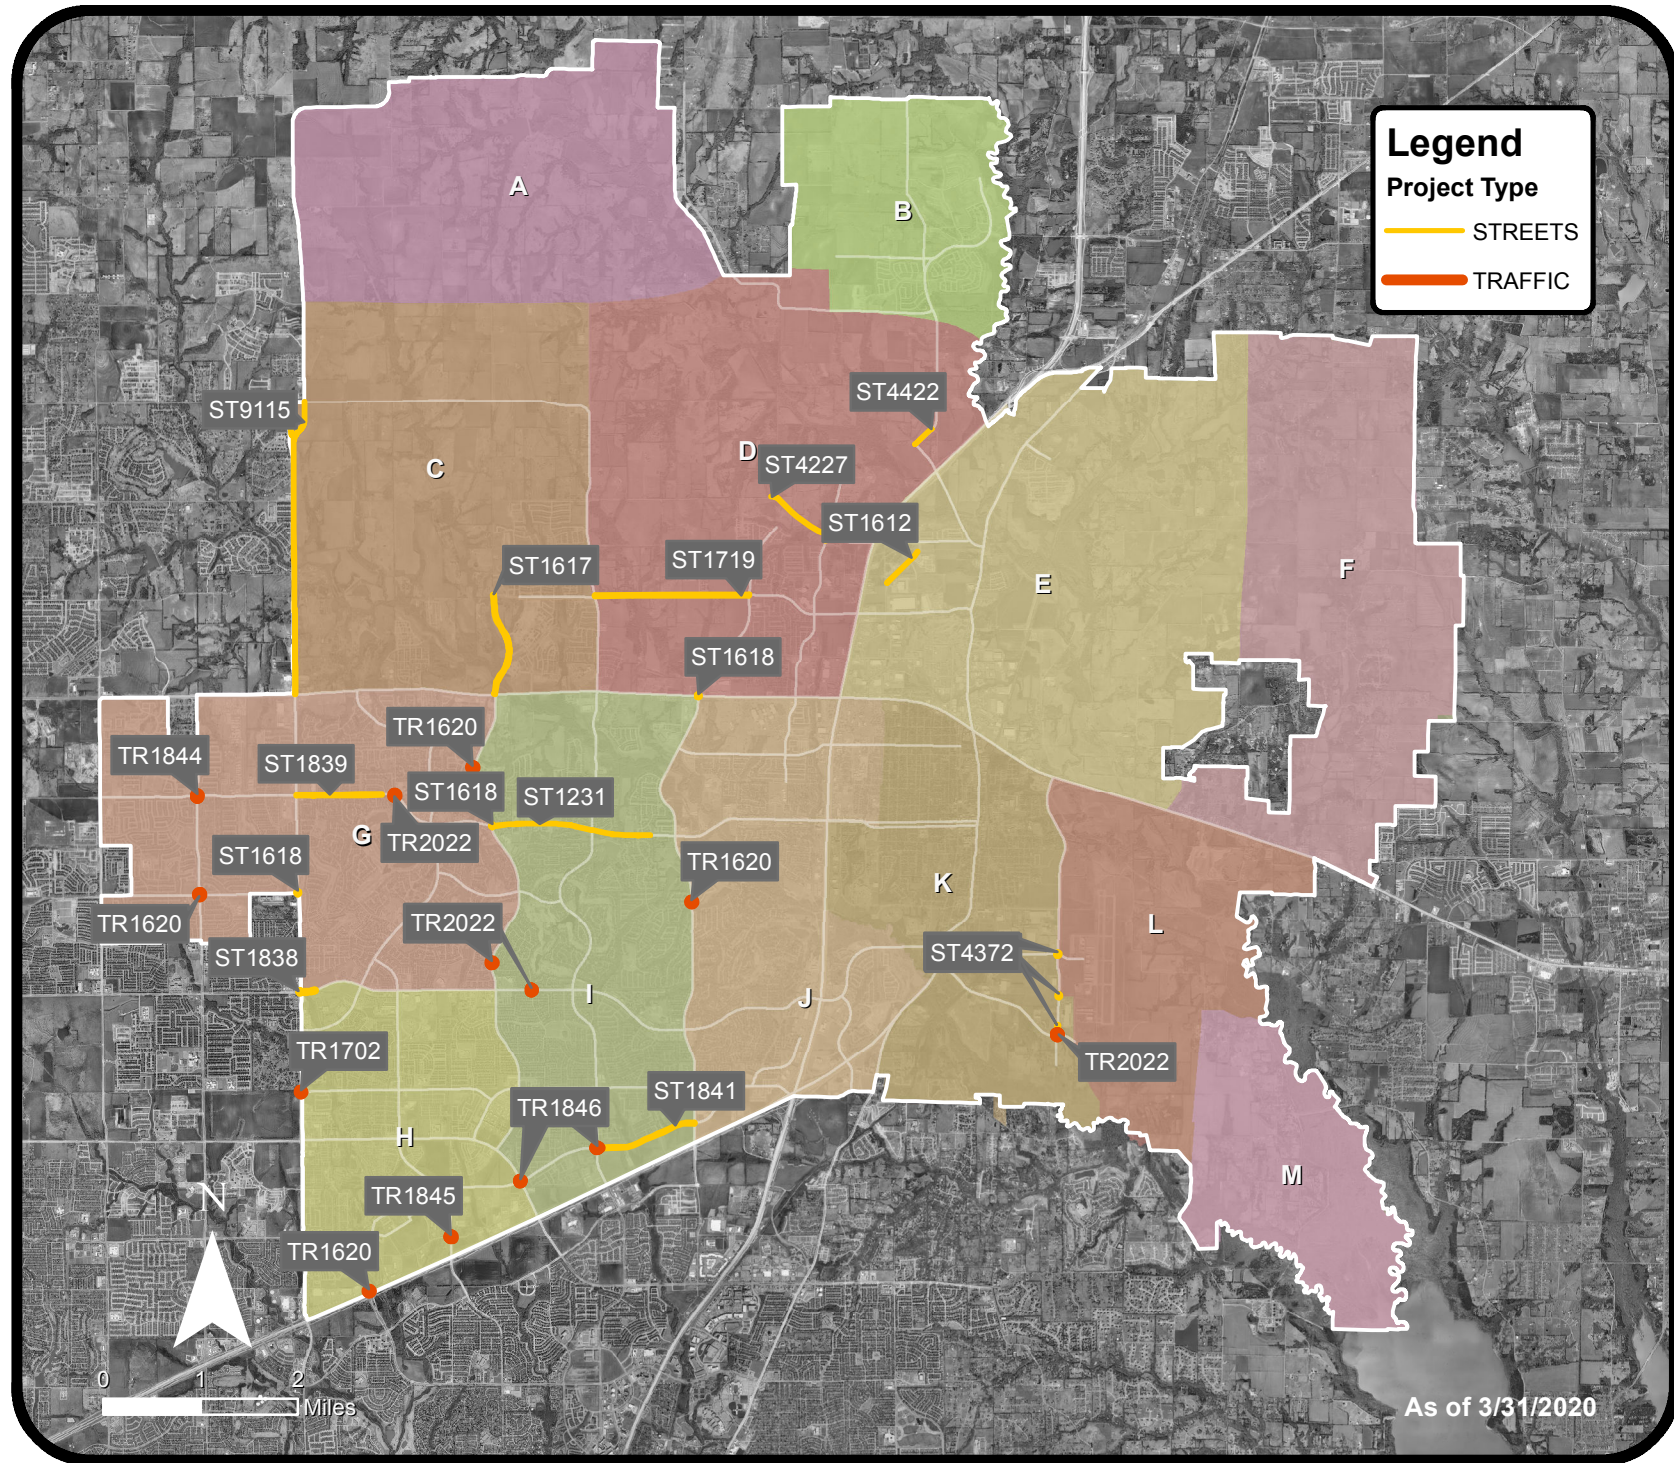 Legend
Project Type
STREETS
TRAFFIC
A
B
ST4422
ST9115
D
C
ST4227
ST1612
ST1617
ST1719
F
E
ST1618
TR1620
TR1844
ST1839
ST1618
ST1231
G
TR2022
ST1618
TR1620
K
TR1620
TR2022
L
ST4372
ST1838
I
J
TR1702
TR2022
ST1841
TR1846
H
M
TR1845
N
TR1620
0 1 2
Miles
As of 3/31/2020